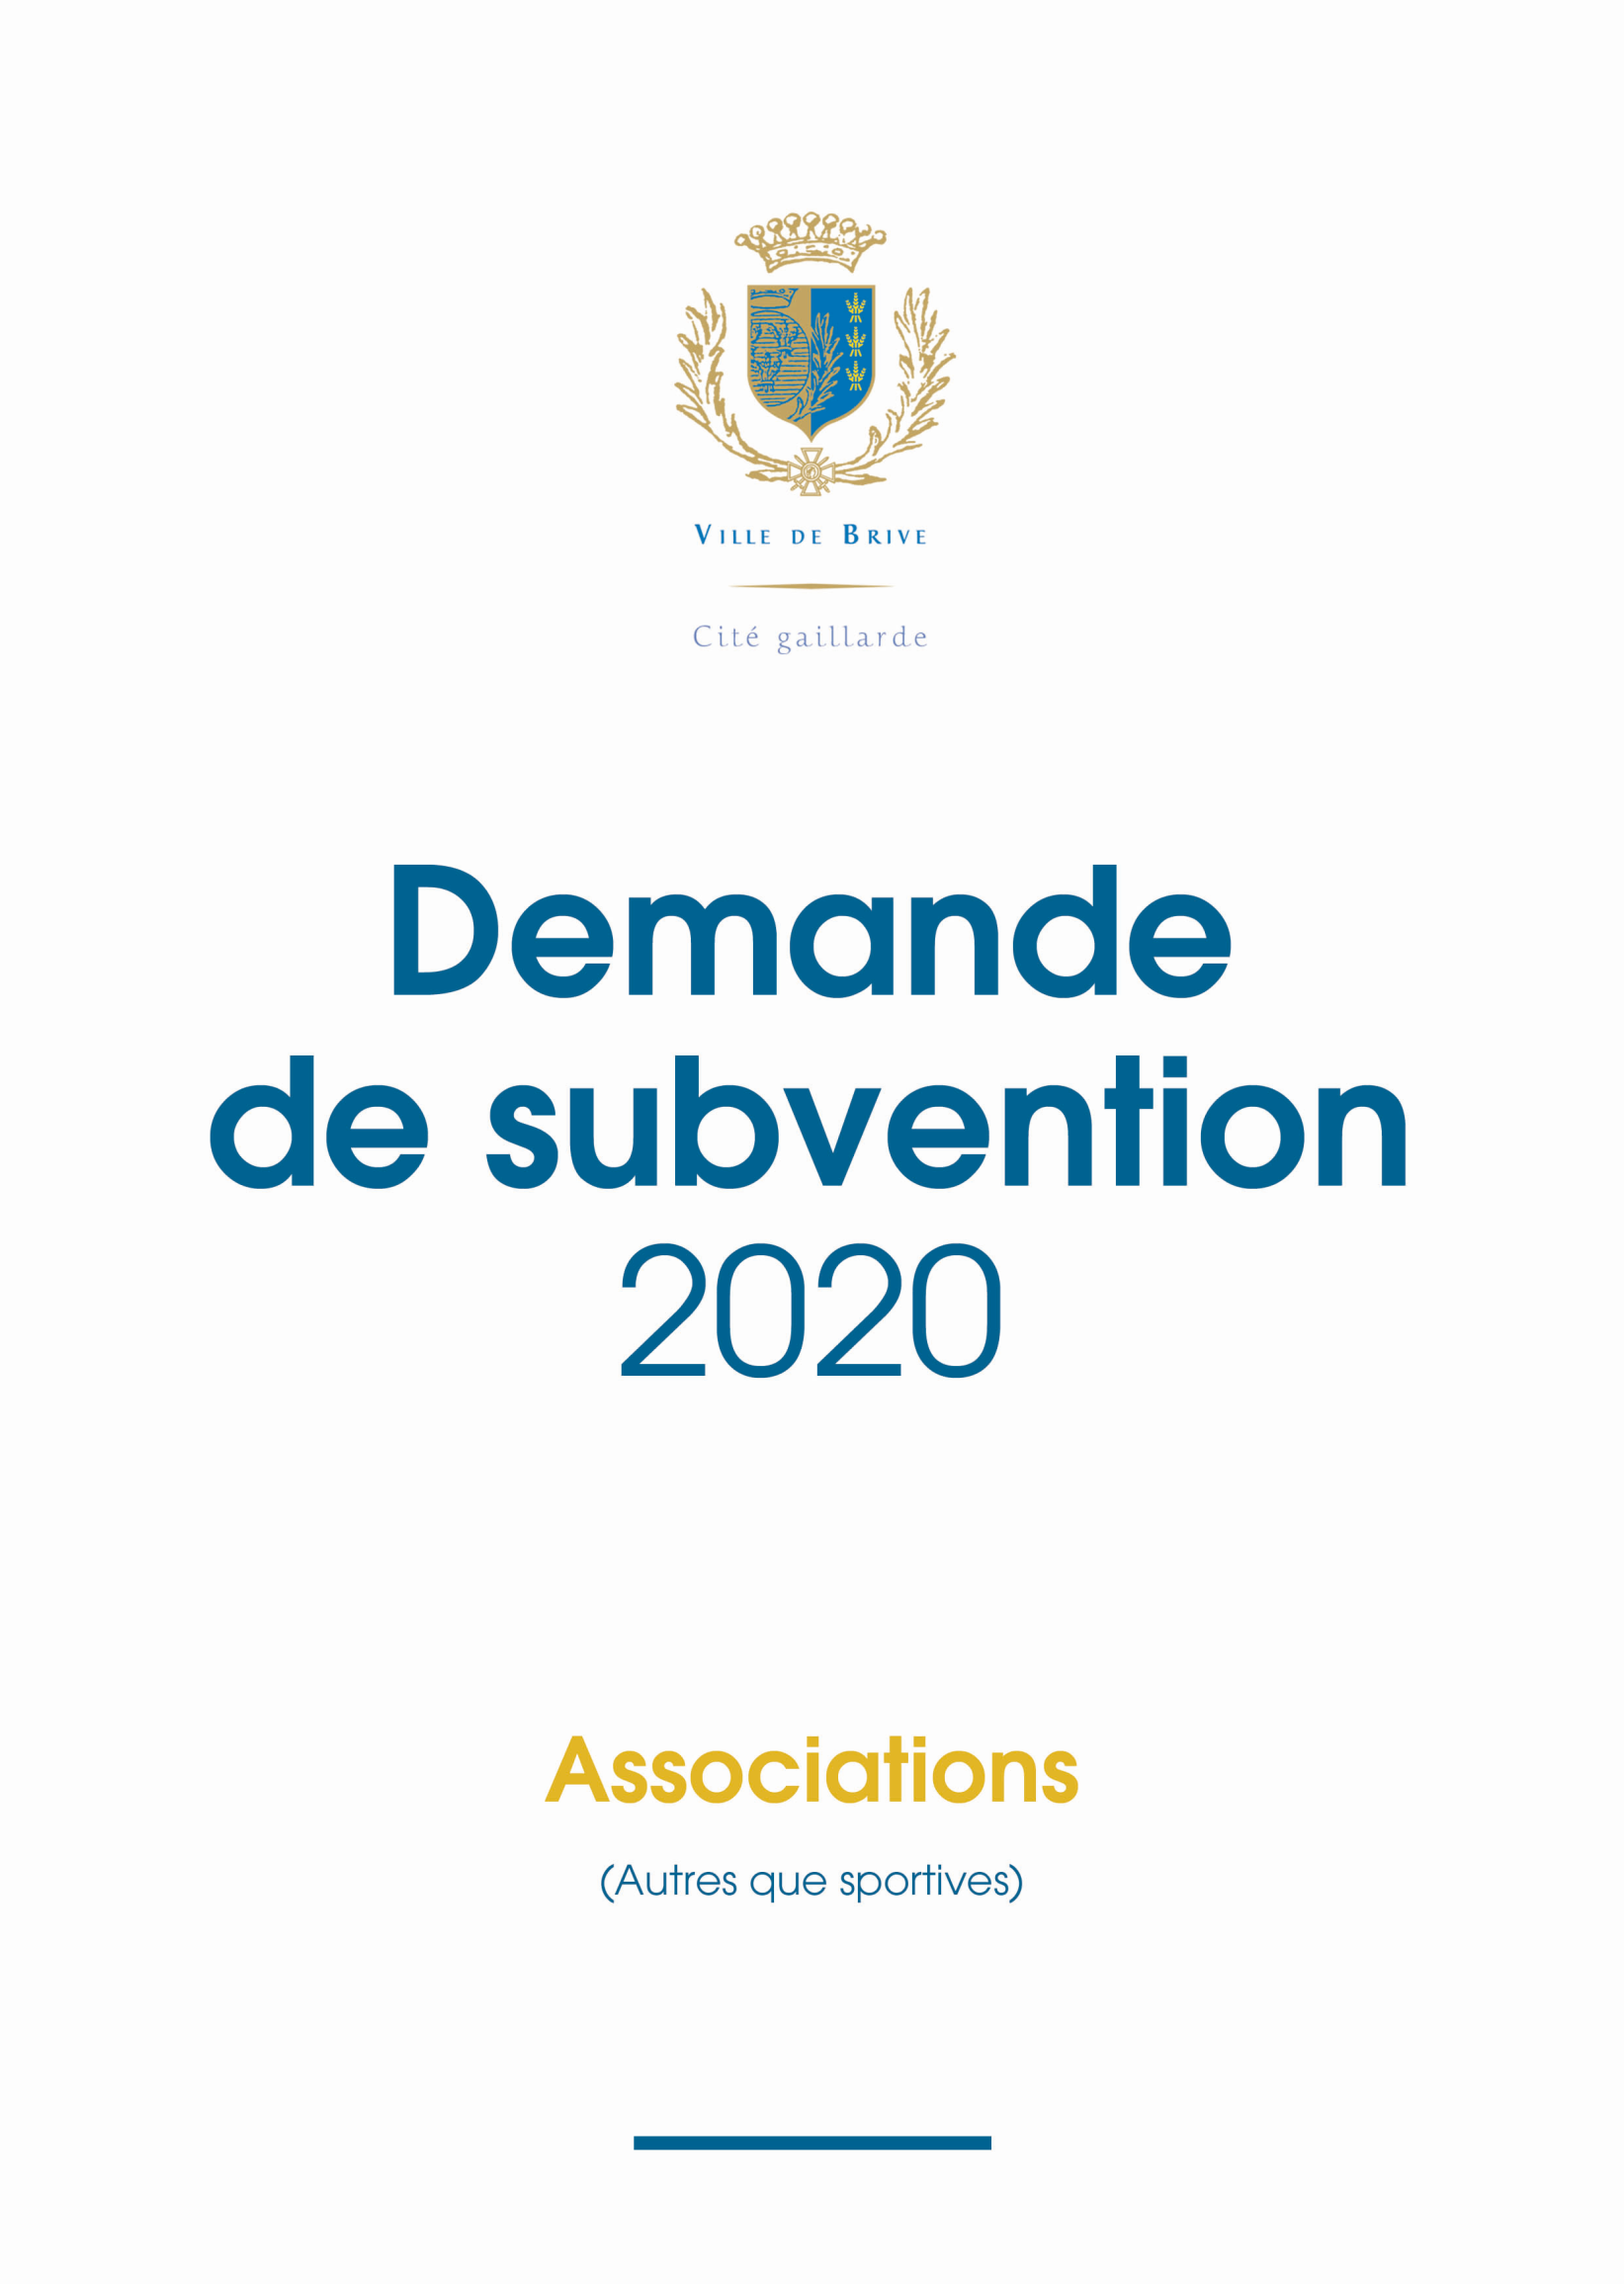 VILLE DE BRIVE
Cité gaillarde
Demande
de subvention
2020
Associations
(Autres que sportives)